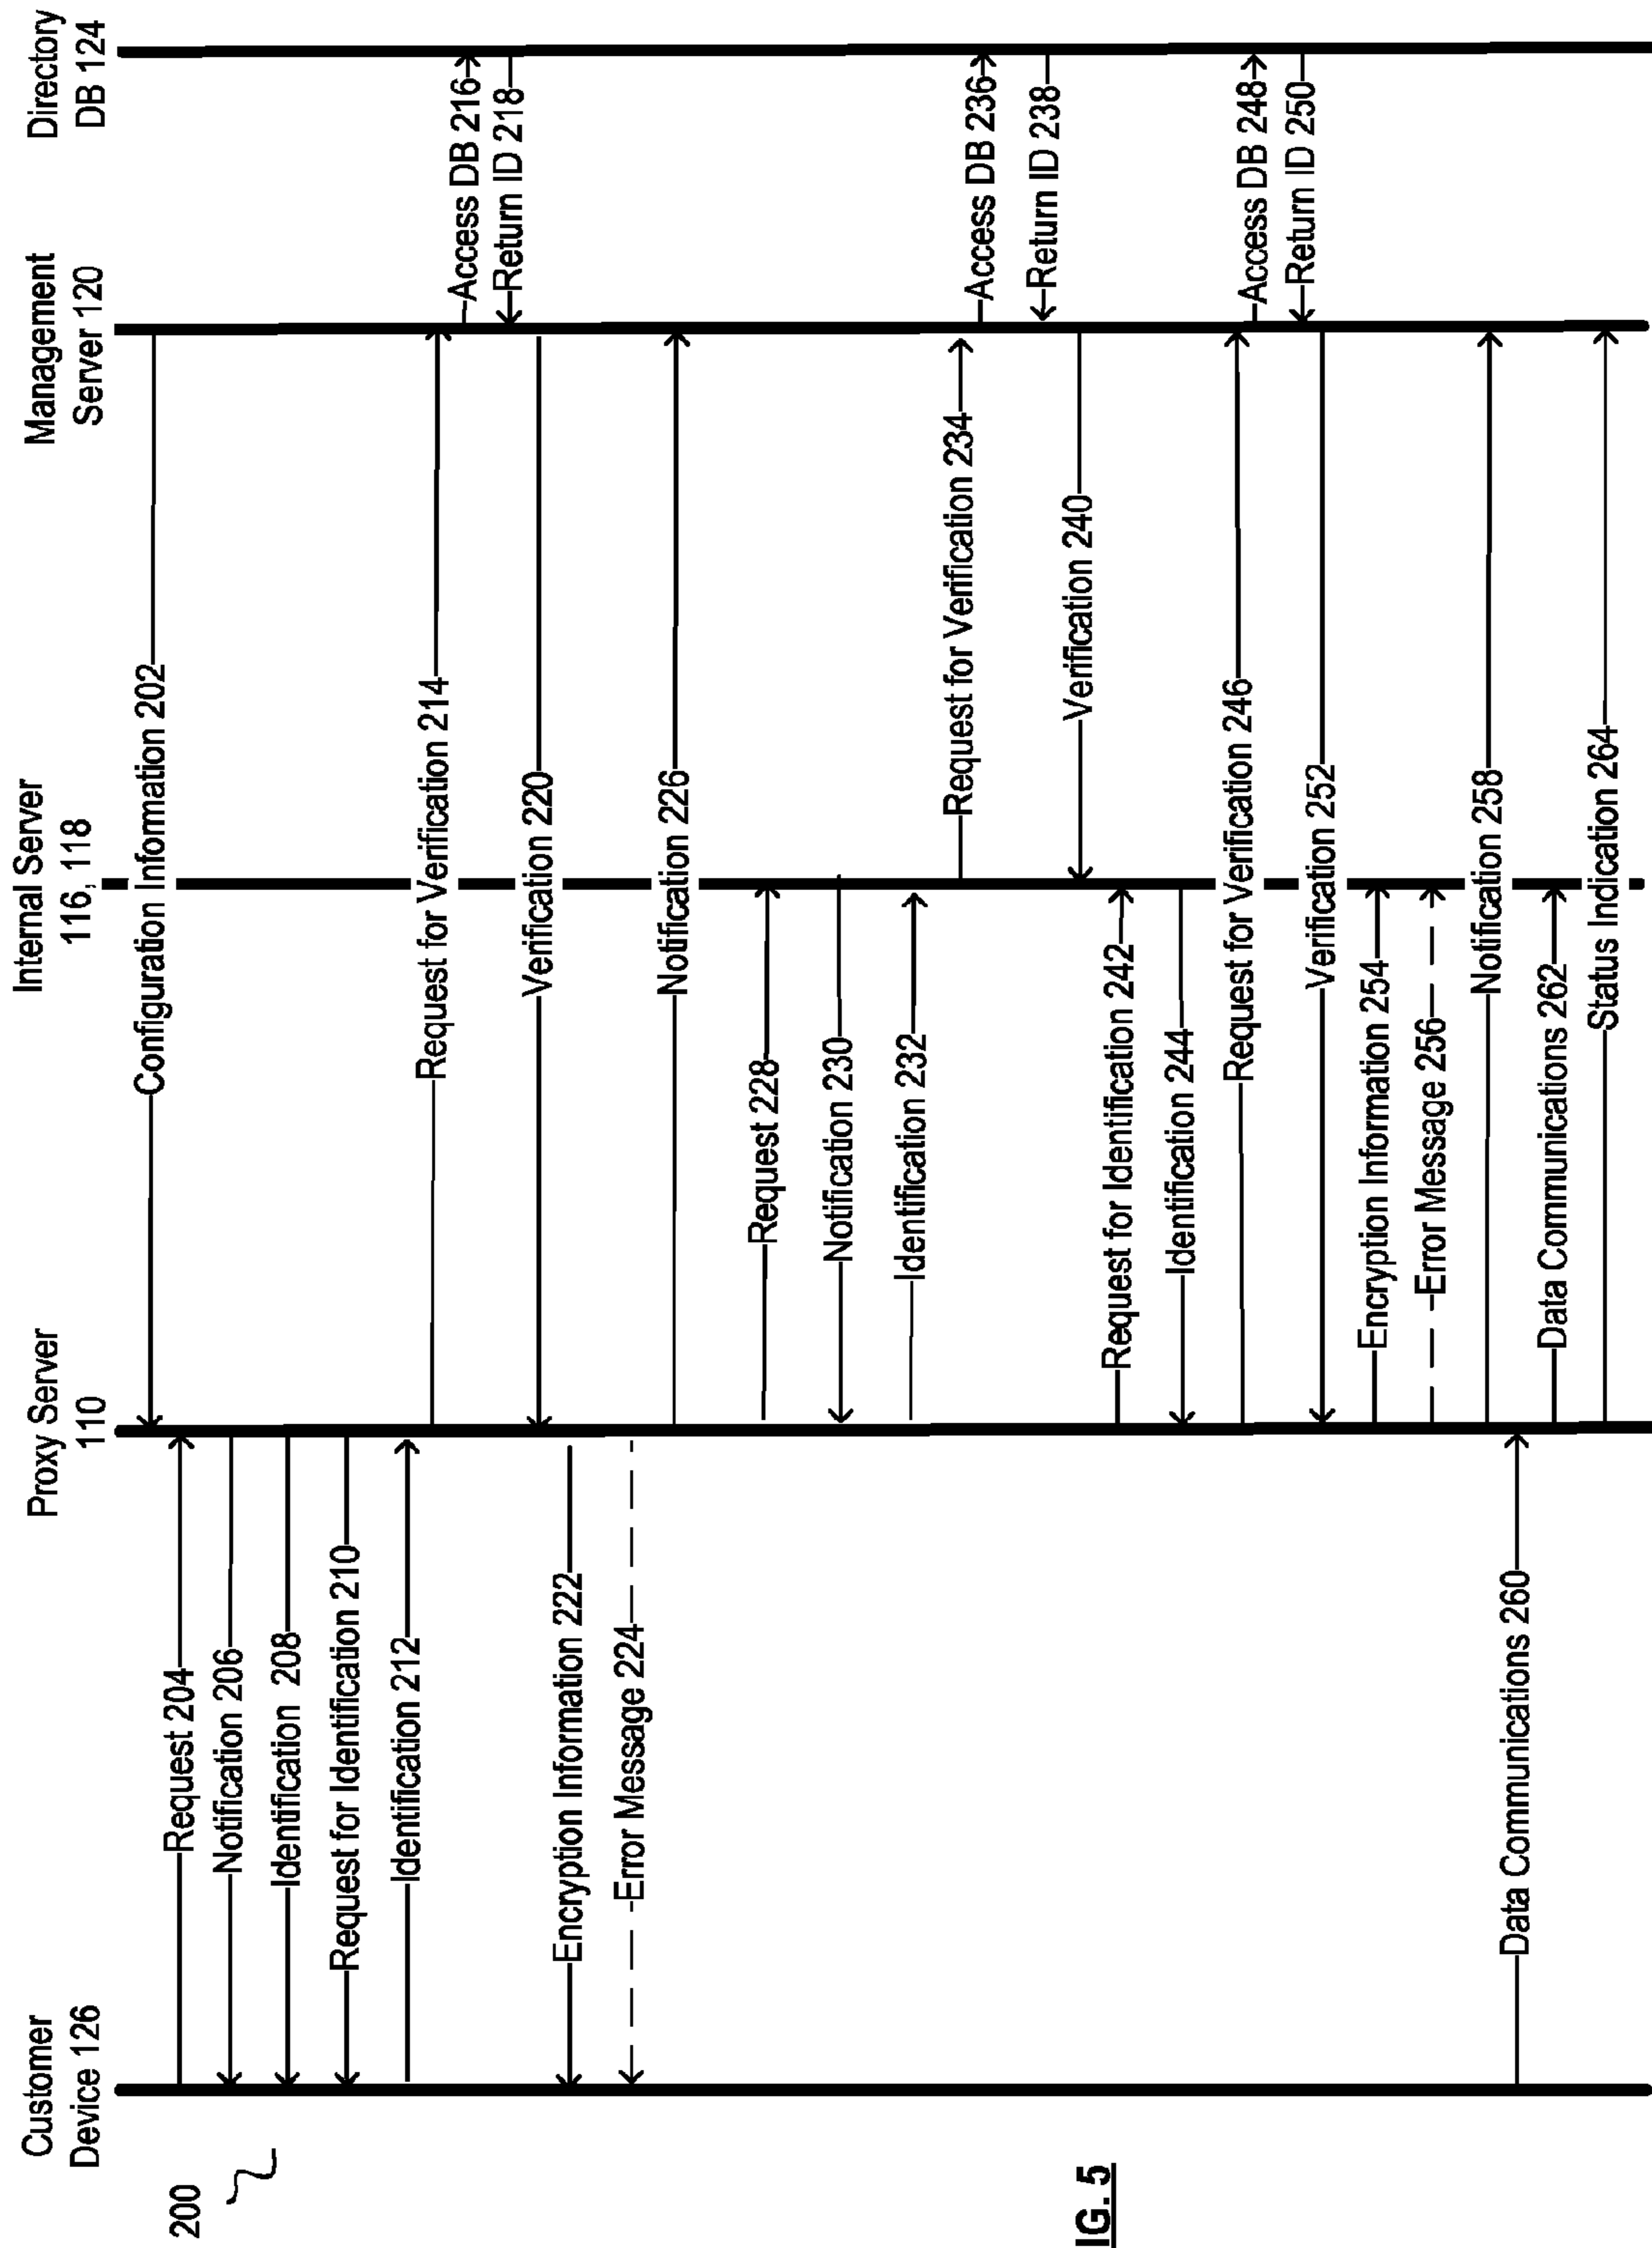 Customer
Device 126
Proxy Server
110
Internal Server
116, 118
Management
Server 120
Directory
DB 124
200
Configuration Information 202
Request 204
Notification 206
Identification 208
Request for Identification 210
Identification 212
Request for Verification 214
Access DB 216
Return ID 218
Verification 220
Encryption Information 222
Error Message 224
Notification 226
Request 228
Notification 230
Identification 232
Request for Verification 234
Access DB 236
Return ID 238
Verification 240
Request for Identification 242
Identification 244
Request for Verification 246
Access DB 248
Return ID 250
Verification 252
Encryption Information 254
Error Message 256
Notification 258
Data Communications 260
Data Communications 262
Status Indication 264
IG. 5